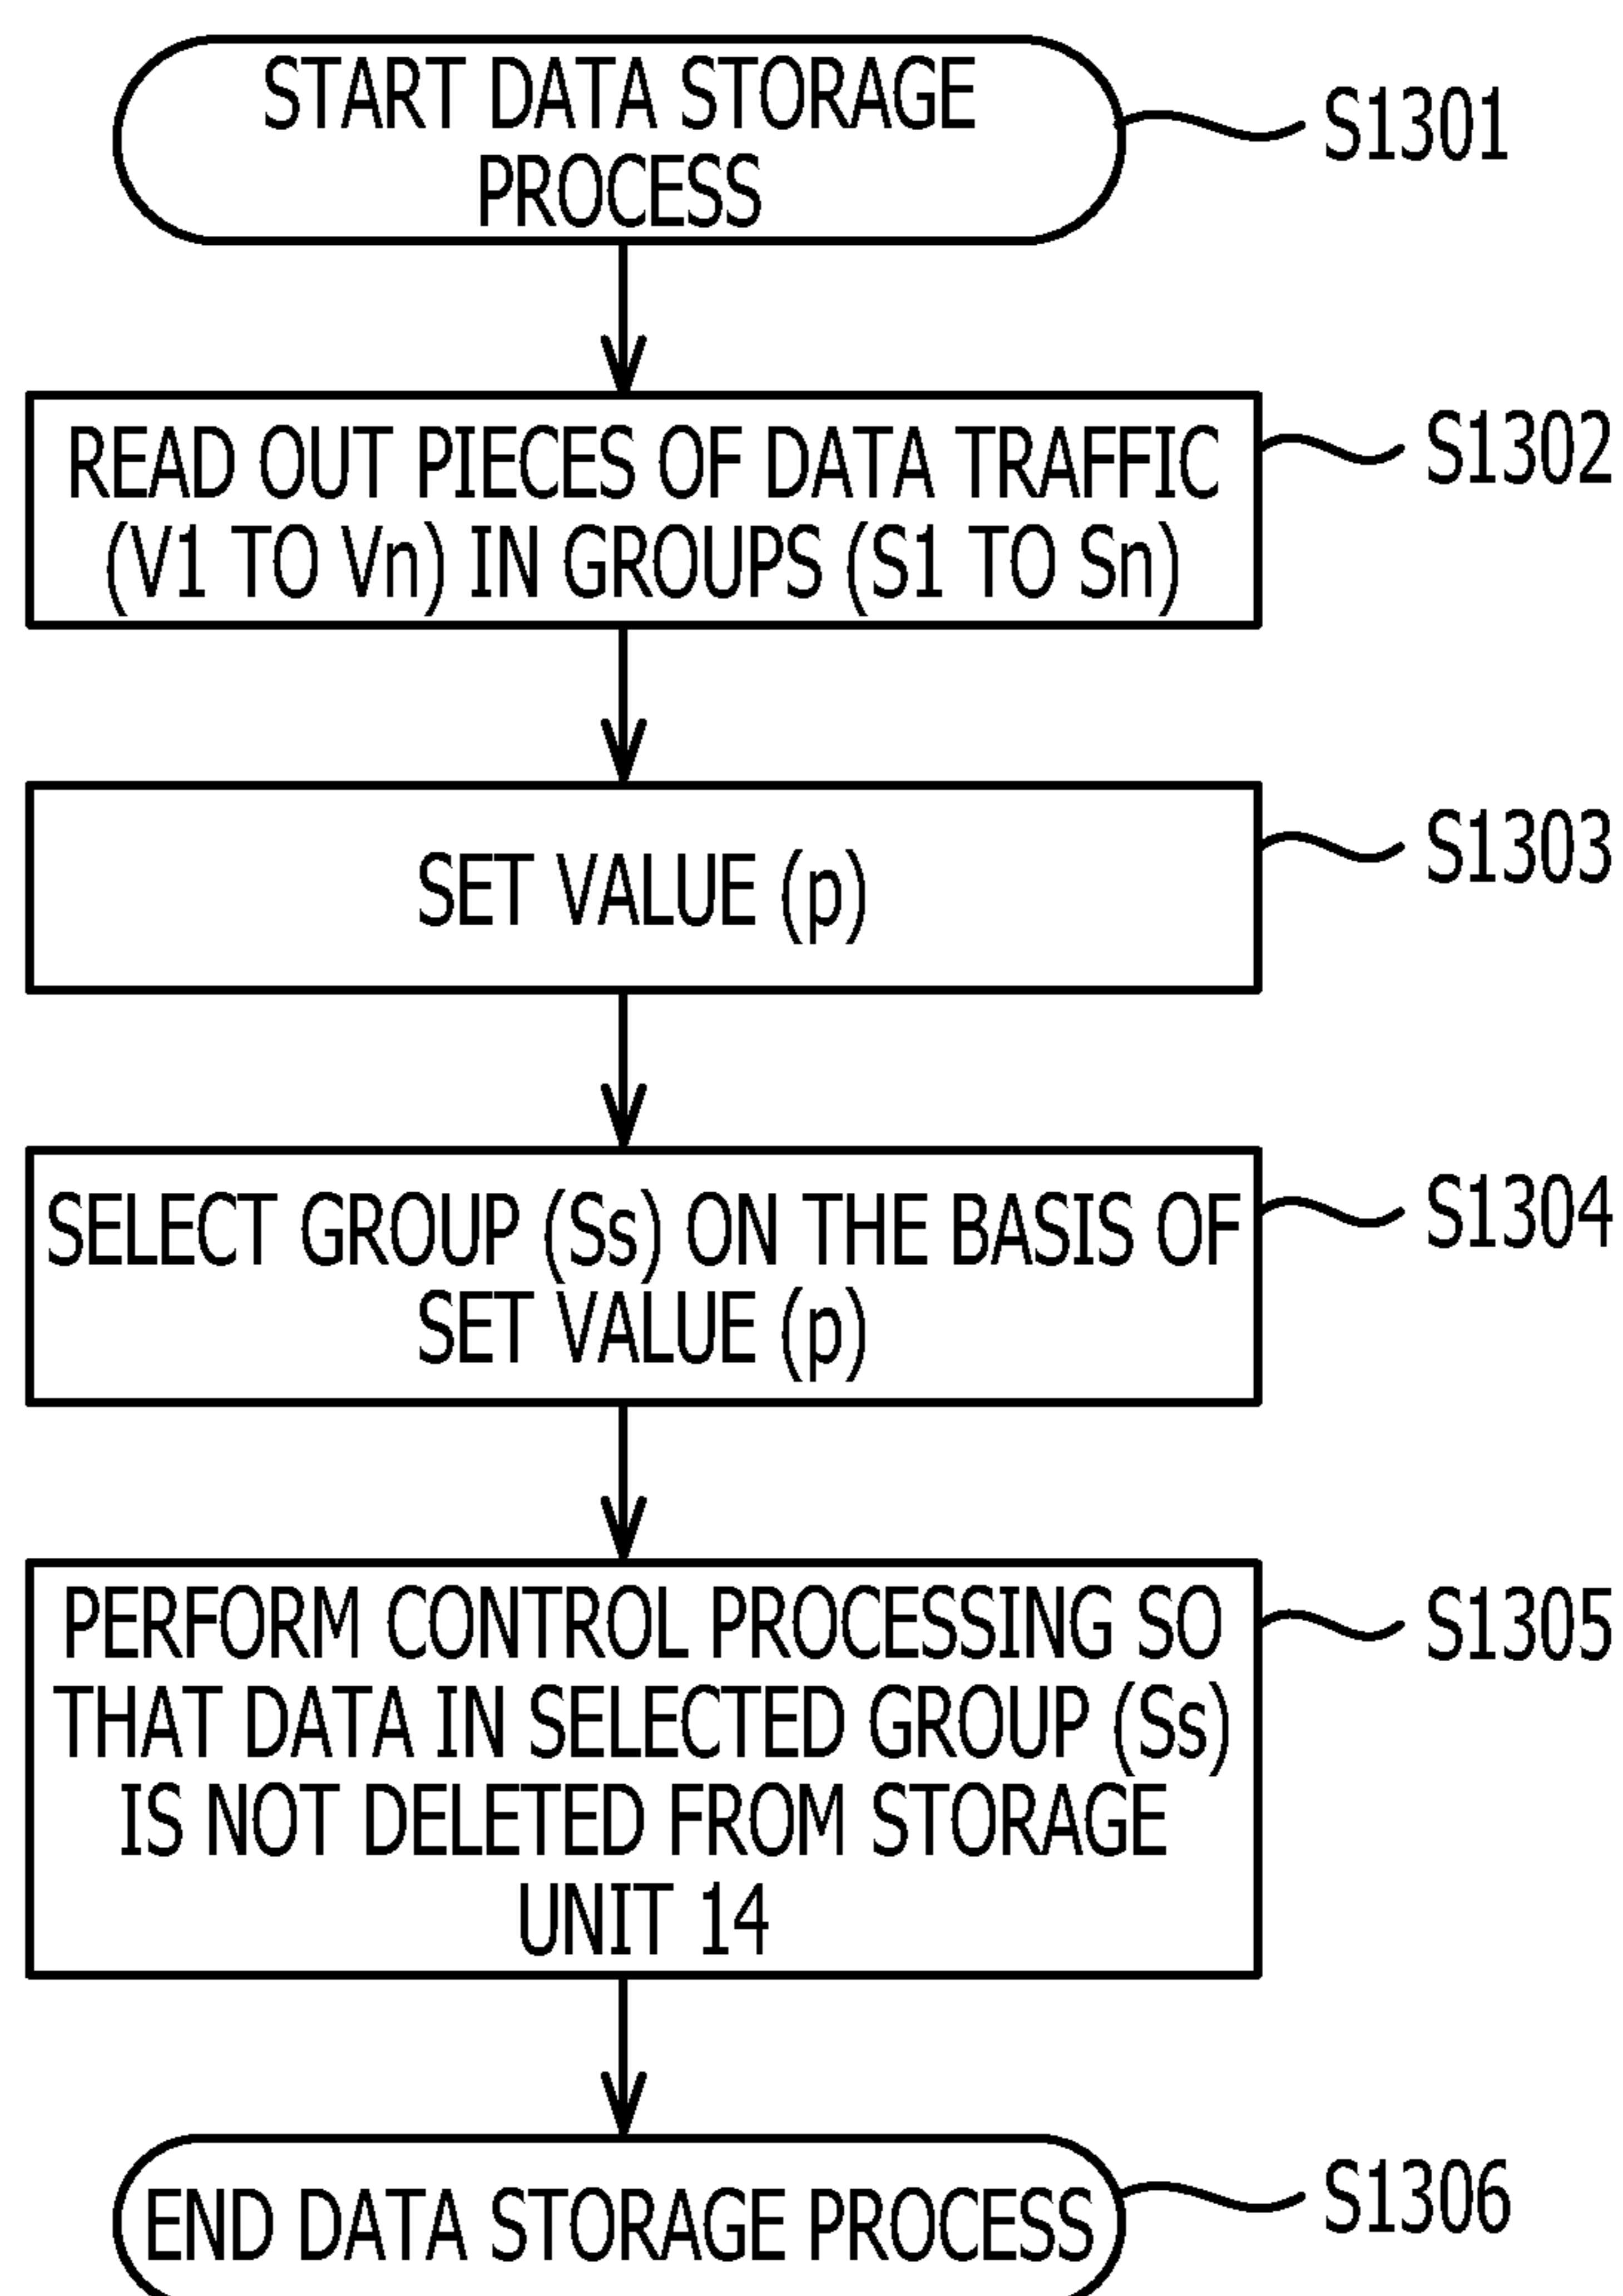 START DATA STORAGE
PROCESS
S1301
READ OUT PIECES OF DATA TRAFFIC
(V1 TO Vn) IN GROUPS (S1 TO Sn)
S1302
SET VALUE (p)
S1303
SELECT GROUP (Ss) ON THE BASIS OF
SET VALUE (p)
S1304
PERFORM CONTROL PROCESSING SO
THAT DATA IN SELECTED GROUP (Ss)
IS NOT DELETED FROM STORAGE
UNIT 14
S1305
END DATA STORAGE PROCESS
S1306